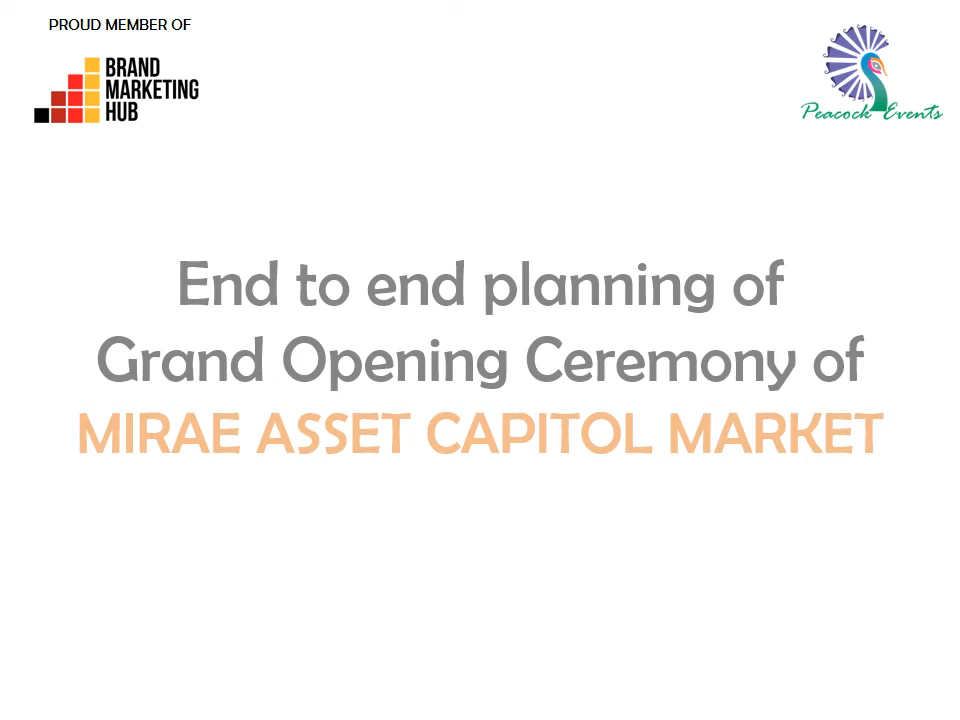 PROUD MEMBER OF
BRAND
MARKETING
HUB
Peacock Events
End to end planning of
Grand Opening Ceremony of
MIRAE ASSET CAPITOL MARKET